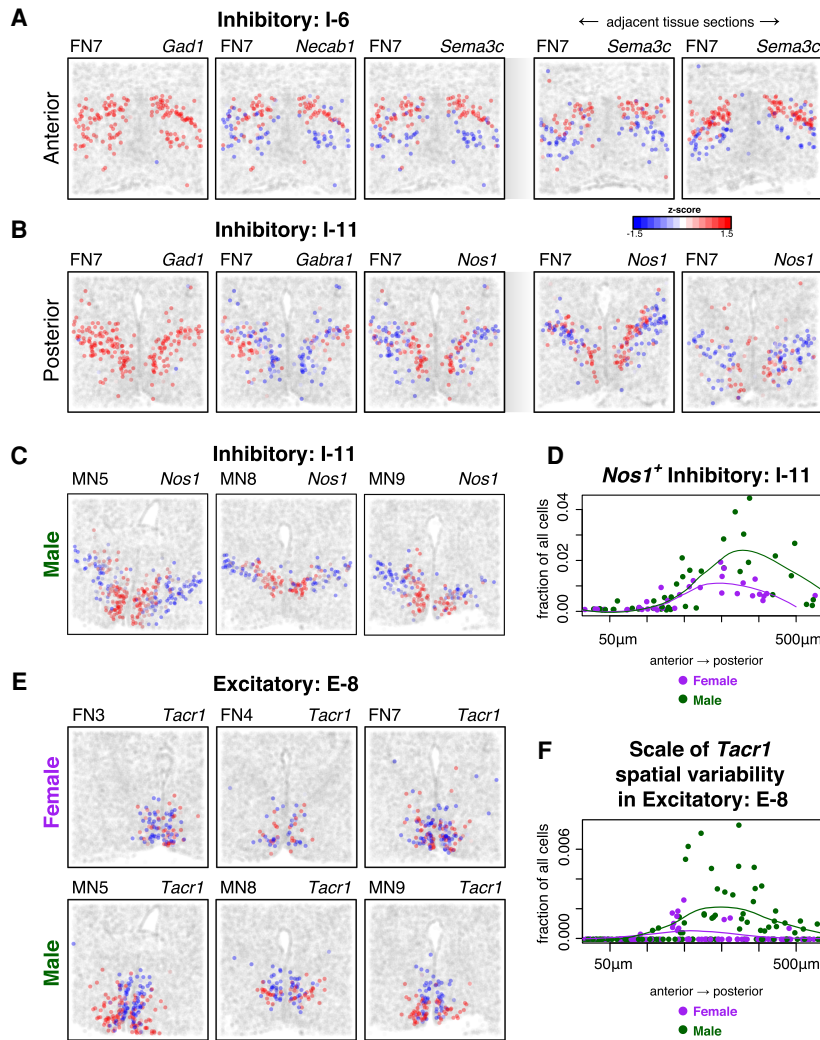 A
Inhibitory: I-6
← adjacent tissue sections →
FN7 Gad1
FN7 Necab1
FN7 Sema3c
FN7 Sema3c
FN7 Sema3c
Anterior
z-score
-1.5 1.5
B
Inhibitory: I-11
FN7 Gad1
FN7 Gabra1
FN7 Nos1
FN7 Nos1
FN7 Nos1
Posterior
C
Inhibitory: I-11
MN5 Nos1
MN8 Nos1
MN9 Nos1
Male
D
Nos1+ Inhibitory: I-11
fraction of all cells
0.04
0.02
0.00
50µm 500µm
anterior → posterior
Female
Male
E
Excitatory: E-8
FN3 Tacr1
FN4 Tacr1
FN7 Tacr1
Female
MN5 Tacr1
MN8 Tacr1
MN9 Tacr1
Male
F
Scale of Tacr1
spatial variability
in Excitatory: E-8
fraction of all cells
0.006
0.000
50µm 500µm
anterior → posterior
Female
Male